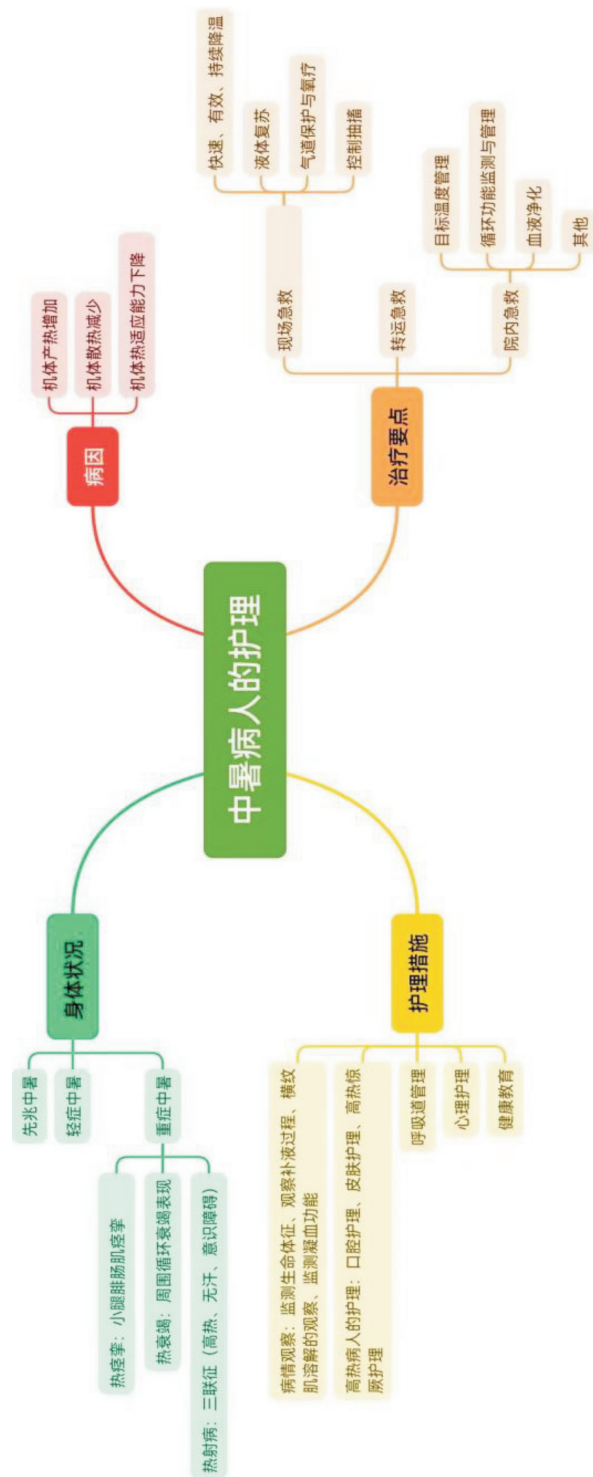 中暑病人的护理
病因
机体产热增加
机体散热减少
机体热适应能力下降
治疗要点
现场急救
快速、有效、持续降温
液体复苏
气道保护与氧疗
控制抽搐
转运急救
院内急救
目标温度管理
循环功能监测与管理
血液净化
其他
身体状况
先兆中暑
轻症中暑
重症中暑
热痉挛：小腿腓肠肌痉挛
热衰竭：周围循环衰竭表现
热射病：三联征（高热、无汗、意识障碍）
护理措施
病情观察：监测生命体征、观察补液过程、横纹
肌溶解的观察、监测凝血功能
高热病人的护理：口腔护理、皮肤护理、高热惊
厥护理
呼吸道管理
心理护理
健康教育